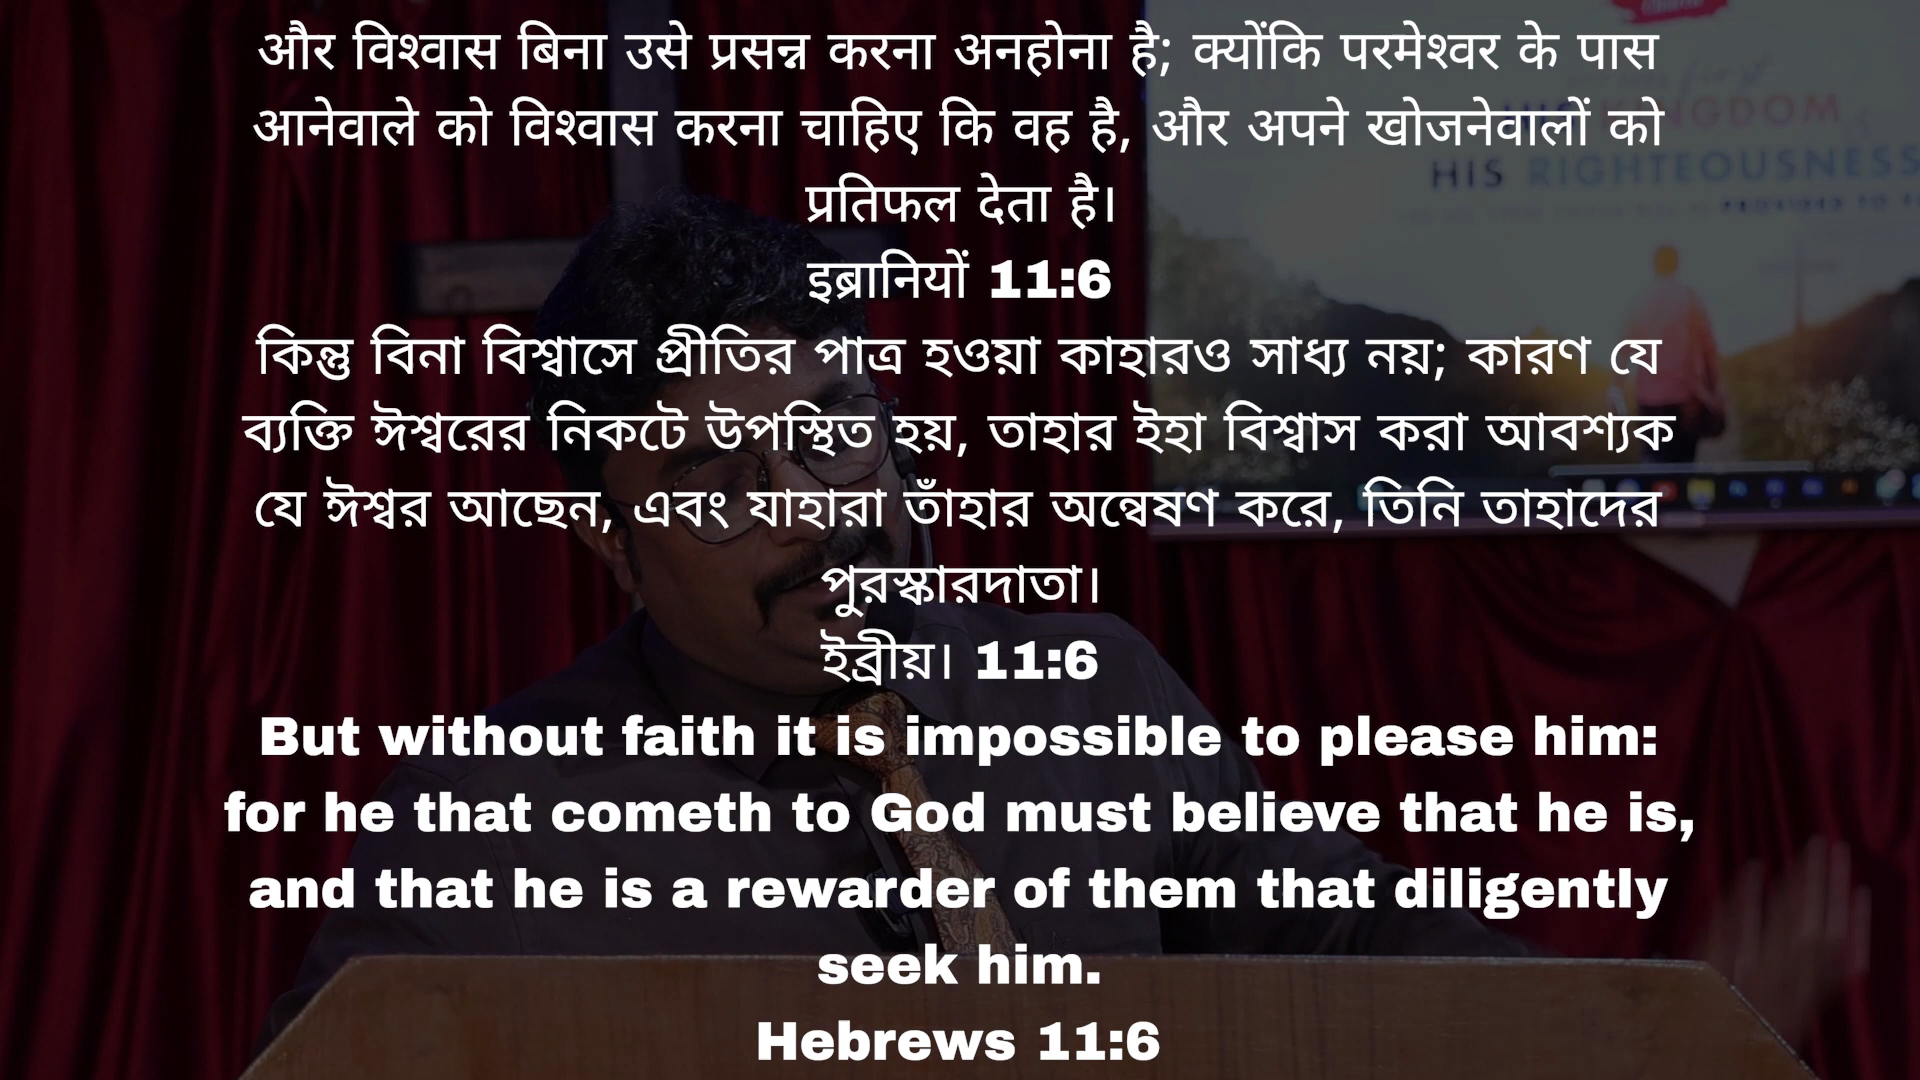 और विश्वास बिना उसे प्रसन्न करना अनहोना है; क्योंकि परमेश्वर के पास
आनेवाले को विश्वास करना चाहिए कि वह है, और अपने खोजनेवालों को
प्रतिफल देता है।
इब्रानियों 11:6
কিন্তু বিনা বিশ্বাসে প্রীতির পাত্র হওয়া কাহারও সাধ্য নয়; কারণ যে
ব্যক্তি ঈশ্বরের নিকটে উপস্থিত হয়, তাহার ইহা বিশ্বাস করা আবশ্যক
যে ঈশ্বর আছেন, এবং যাহারা তাঁহার অন্বেষণ করে, তিনি তাহাদের
পুরস্কারদাতা।
ইব্রীয়। 11:6
But without faith it is impossible to please him:
for he that cometh to God must believe that he is,
and that he is a rewarder of them that diligently
seek him.
Hebrews 11:6
HIS KINGDOM
HIS RIGHTEOUSNESS